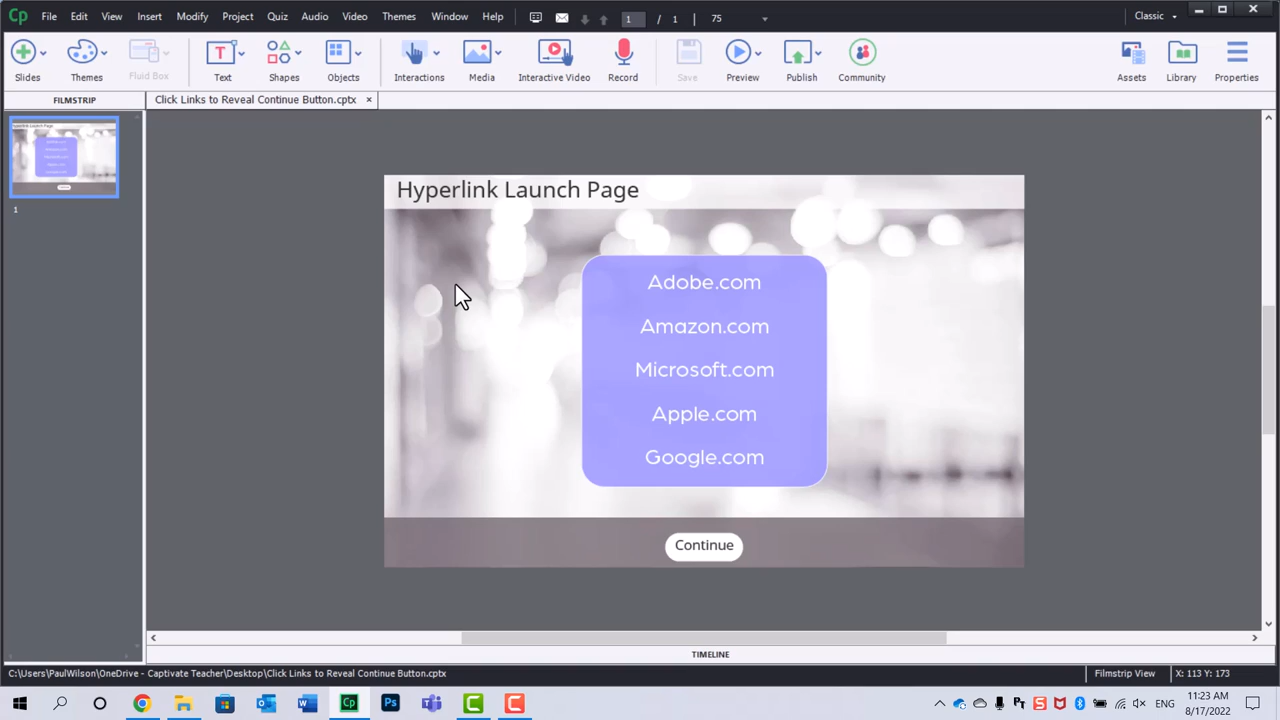 Cp File Edit View Insert Modify Project Quiz Audio Video Themes Window Help 1 / 1 75 Classic
Slides Themes Fluid Box Text Shapes Objects Interactions Media Interactive Video Record Save Preview Publish Community Assets Library Properties
FILMSTRIP
Click Links to Reveal Continue Button.cptx
1
Hyperlink Launch Page
Adobe.com
Amazon.com
Microsoft.com
Apple.com
Google.com
Continue
TIMELINE
C:\Users\PaulWilson\OneDrive - Captivate Teacher\Desktop\Click Links to Reveal Continue Button.cptx Filmstrip View X: 113 Y: 173
11:23 AM
8/17/2022